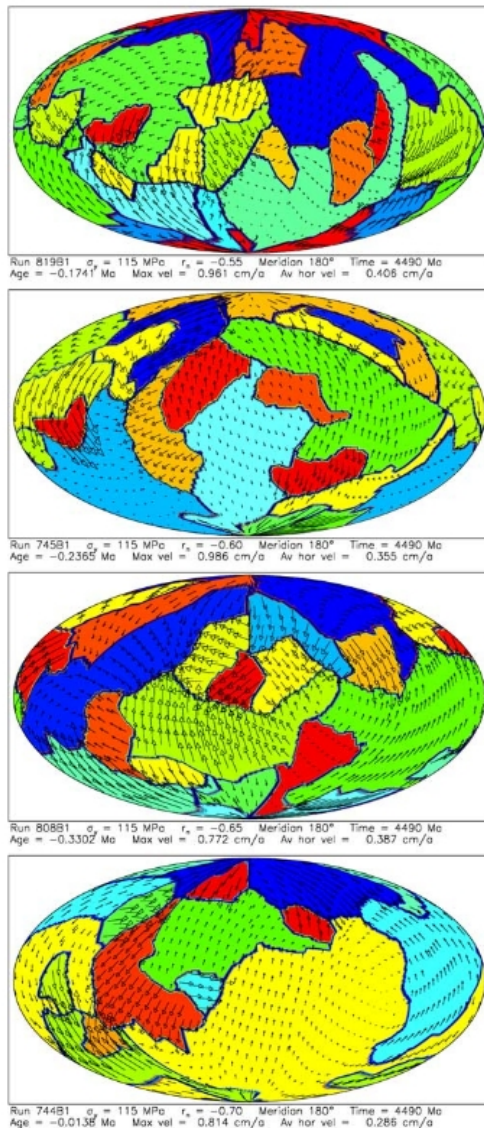 Run 819B1 σy = 115 MPa rn = -0.55 Meridian 180° Time = 4490 Ma
Age = -0.1741 Ma Max vel = 0.961 cm/a Av hor vel = 0.406 cm/a
Run 745B1 σy = 115 MPa rn = -0.60 Meridian 180° Time = 4490 Ma
Age = -0.2365 Ma Max vel = 0.986 cm/a Av hor vel = 0.355 cm/a
Run 808B1 σy = 115 MPa rn = -0.65 Meridian 180° Time = 4490 Ma
Age = -0.3302 Ma Max vel = 0.772 cm/a Av hor vel = 0.387 cm/a
Run 744B1 σy = 115 MPa rn = -0.70 Meridian 180° Time = 4490 Ma
Age = -0.0138 Ma Max vel = 0.814 cm/a Av hor vel = 0.286 cm/a